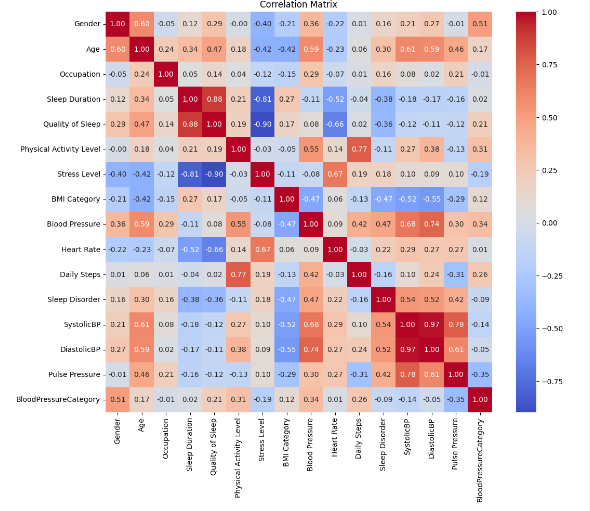 Correlation Matrix
Gender 1.00 0.60 -0.05 0.12 0.29 -0.00 -0.40 -0.21 0.36 -0.22 0.01 0.16 0.21 0.27 -0.01 0.51
Age 0.60 1.00 0.24 0.34 0.47 0.18 -0.42 -0.42 0.59 -0.23 0.06 0.30 0.61 0.59 0.46 0.17
Occupation -0.05 0.24 1.00 0.05 0.14 0.04 -0.12 -0.15 0.29 -0.07 0.01 0.16 0.08 0.02 0.21 -0.01
Sleep Duration 0.12 0.34 0.05 1.00 0.88 0.21 -0.81 0.27 -0.11 -0.52 -0.04 -0.38 -0.18 -0.17 -0.16 0.02
Quality of Sleep 0.29 0.47 0.14 0.88 1.00 0.19 -0.90 0.17 0.08 -0.66 0.02 -0.36 -0.12 -0.11 -0.12 0.21
Physical Activity Level -0.00 0.18 0.04 0.21 0.19 1.00 -0.03 -0.05 0.55 0.14 0.77 -0.11 0.27 0.38 -0.13 0.31
Stress Level -0.40 -0.42 -0.12 -0.81 -0.90 -0.03 1.00 -0.11 -0.08 0.67 0.19 0.18 0.10 0.09 0.10 -0.19
BMI Category -0.21 -0.42 -0.15 0.27 0.17 -0.05 -0.11 1.00 -0.47 0.06 -0.13 -0.47 -0.52 -0.55 -0.29 0.12
Blood Pressure 0.36 0.59 0.29 -0.11 0.08 0.55 -0.08 -0.47 1.00 0.09 0.42 0.47 0.68 0.74 0.30 0.34
Heart Rate -0.22 -0.23 -0.07 -0.52 -0.66 0.14 0.67 0.06 0.09 1.00 -0.03 0.22 0.29 0.27 0.27 0.01
Daily Steps 0.01 0.06 0.01 -0.04 0.02 0.77 0.19 -0.13 0.42 -0.03 1.00 -0.16 0.10 0.24 -0.31 0.26
Sleep Disorder 0.16 0.30 0.16 -0.38 -0.36 -0.11 0.18 -0.47 0.47 0.22 -0.16 1.00 0.54 0.52 0.42 -0.09
SystolicBP 0.21 0.61 0.08 -0.18 -0.12 0.27 0.10 -0.52 0.68 0.29 0.10 0.54 1.00 0.97 0.78 -0.14
DiastolicBP 0.27 0.59 0.02 -0.17 -0.11 0.38 0.09 -0.55 0.74 0.27 0.24 0.52 0.97 1.00 0.61 -0.05
Pulse Pressure -0.01 0.46 0.21 -0.16 -0.12 -0.13 0.10 -0.29 0.30 0.27 -0.31 0.42 0.78 0.61 1.00 -0.35
BloodPressureCategory 0.51 0.17 -0.01 0.02 0.21 0.31 -0.19 0.12 0.34 0.01 0.26 -0.09 -0.14 -0.05 -0.35 1.00
Gender
Age
Occupation
Sleep Duration
Quality of Sleep
Physical Activity Level
Stress Level
BMI Category
Blood Pressure
Heart Rate
Daily Steps
Sleep Disorder
SystolicBP
DiastolicBP
Pulse Pressure
BloodPressureCategory
1.00
0.75
0.50
0.25
0.00
−0.25
−0.50
−0.75